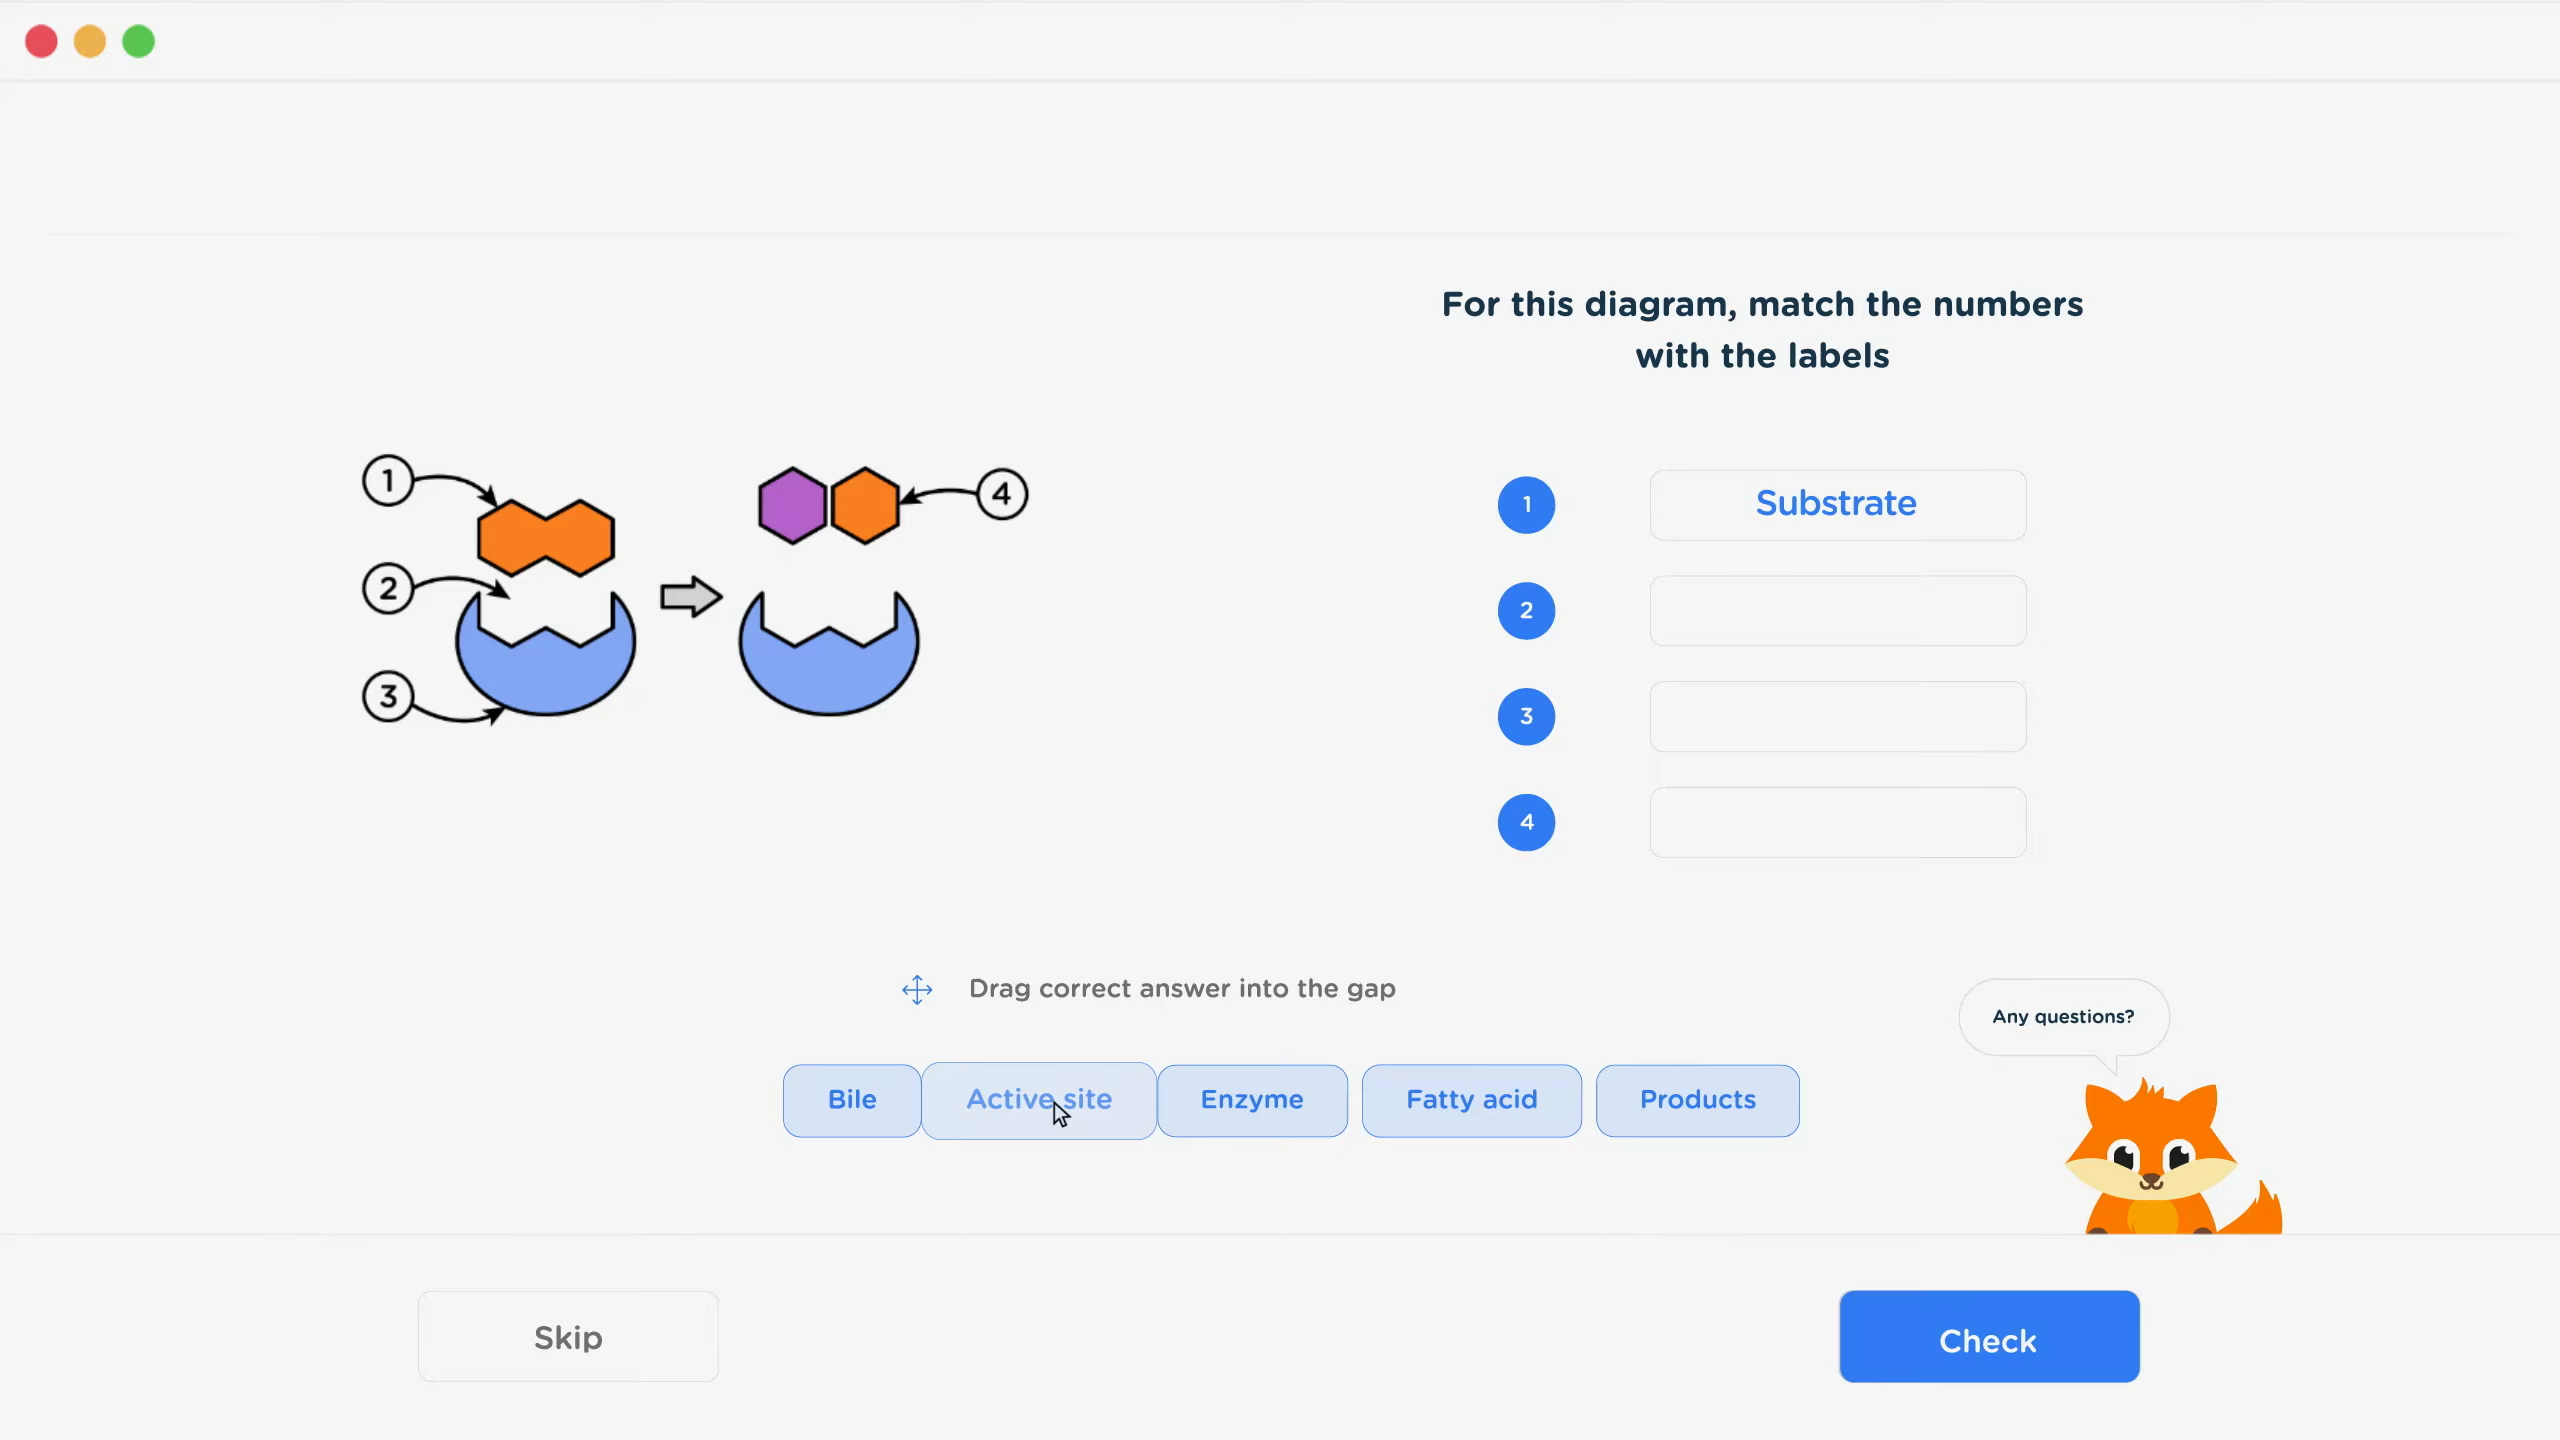 For this diagram, match the numbers
with the labels
1
2
3
4
1
Substrate
2
3
4
Drag correct answer into the gap
Bile
Active site
Enzyme
Fatty acid
Products
Any questions?
Skip
Check